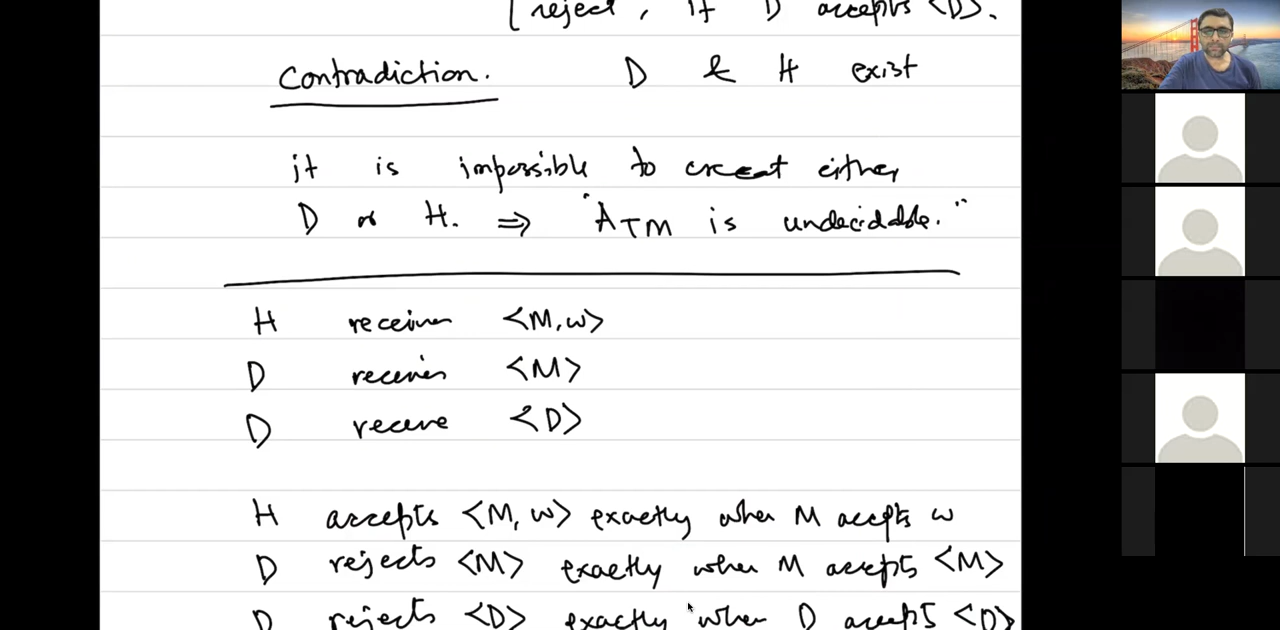 [reject, if D accepts <D>.
Contradiction. D & H exist
it is impossible to creat either
D or H. ⇒ "ATM is undecidable."
H receives <M,w>
D receives <M>
D receve <D>
H accepts <M, w> exactly when M accepts w
D rejects <M> exactly when M accepts <M>
D rejects <D> exactly when D accepts <D>